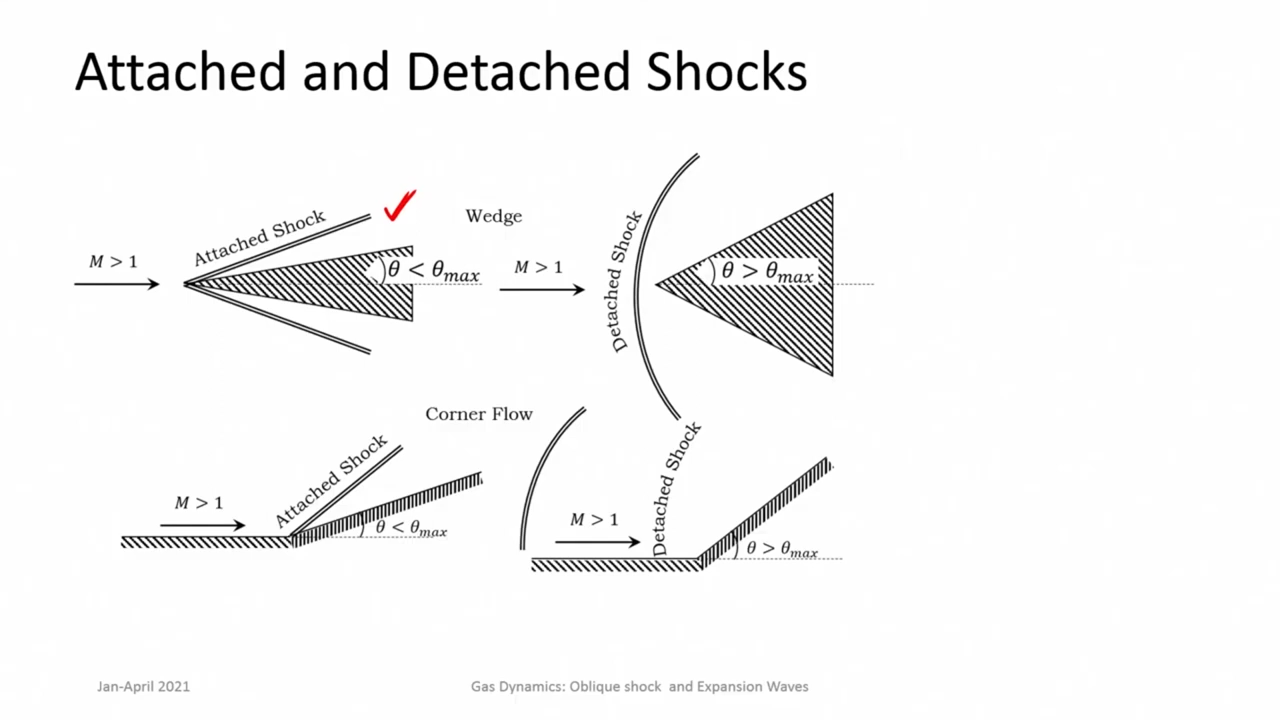 Attached and Detached Shocks
Attached Shock
Wedge
M > 1
θ < θmax
M > 1
Detached Shock
θ > θmax
Corner Flow
Attached Shock
M > 1
θ < θmax
M > 1
Detached Shock
θ > θmax
Jan-April 2021
Gas Dynamics: Oblique shock and Expansion Waves